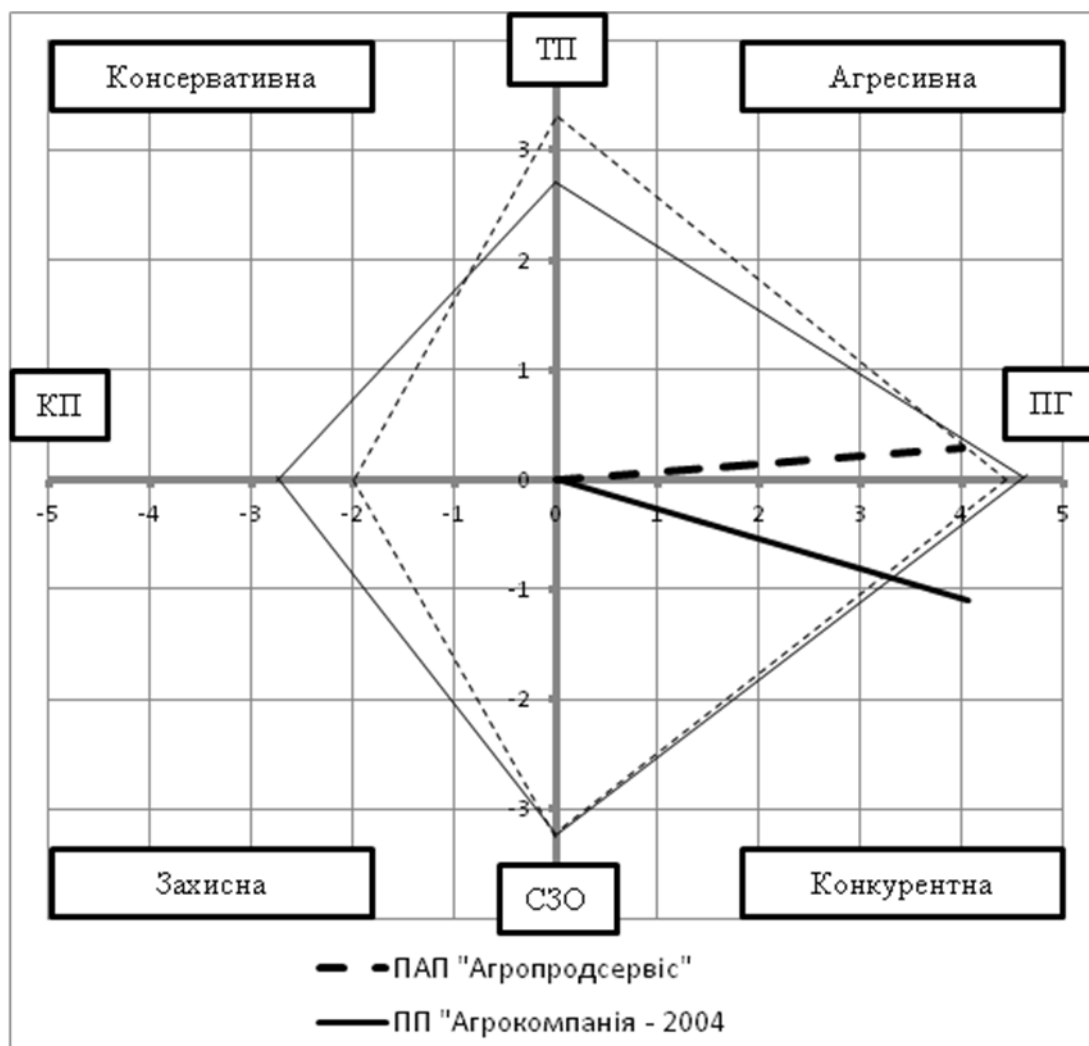 ТП
Консервативна
Агресивна
3
2
1
КП
ПГ
0
-5 -4 -3 -2 -1 0 1 2 3 4 5
-1
-2
-3
Захисна
СЗО
Конкурентна
ПАП "Агропродсервіс"
ПП "Агрокомпанія - 2004